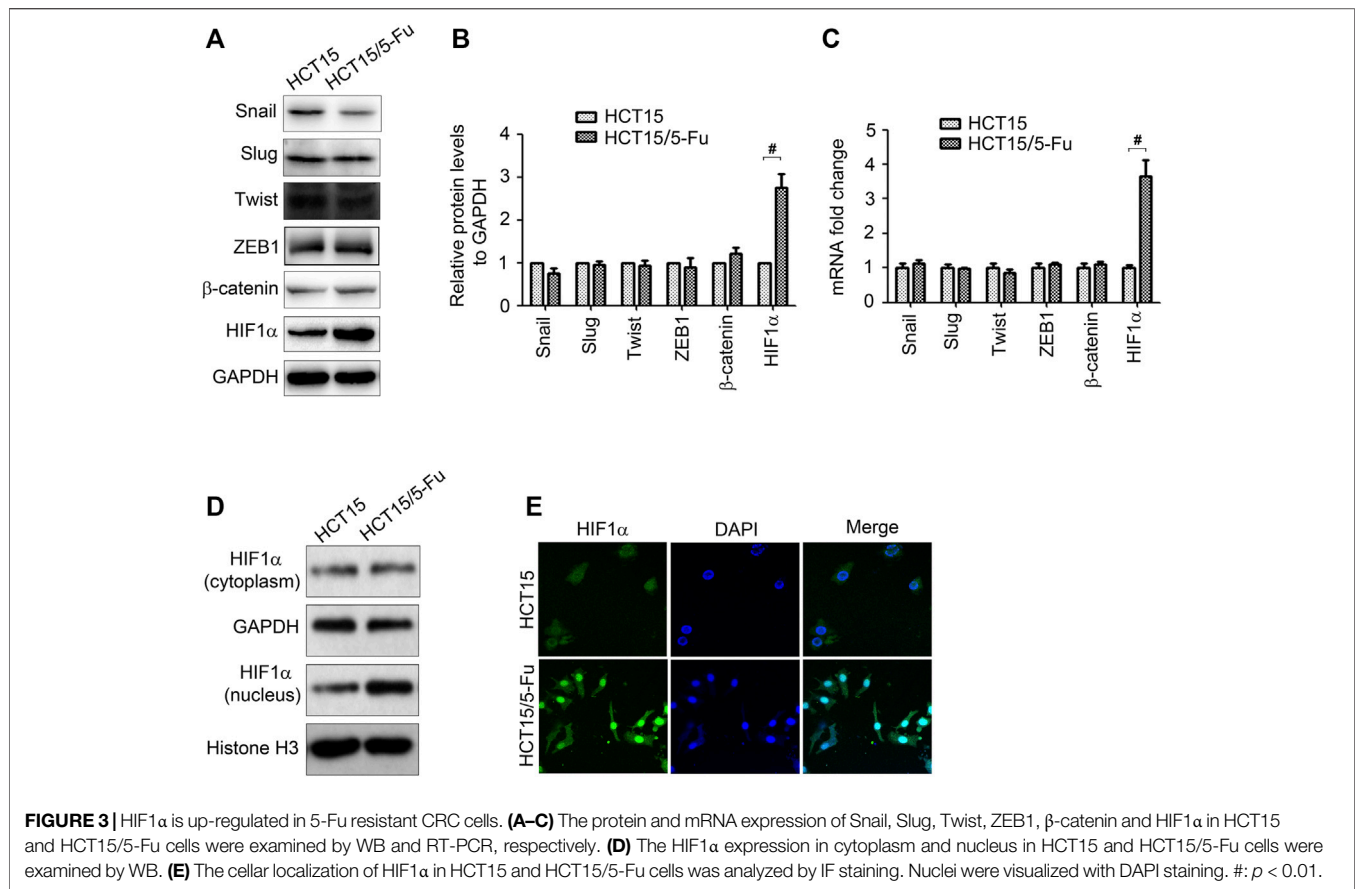 A
HCT15
HCT15/5-Fu
Snail
Slug
Twist
ZEB1
β-catenin
HIF1α
GAPDH
B
HCT15
HCT15/5-Fu
Relative protein levels
to GAPDH
4
3
2
1
0
#
Snail
Slug
Twist
ZEB1
β-catenin
HIF1α
C
HCT15
HCT15/5-Fu
mRNA fold change
5
4
3
2
1
0
#
Snail
Slug
Twist
ZEB1
β-catenin
HIF1α
D
HCT15
HCT15/5-Fu
HIF1α
(cytoplasm)
GAPDH
HIF1α
(nucleus)
Histone H3
E
HIF1α
DAPI
Merge
HCT15
HCT15/5-Fu
FIGURE 3 | HIF1α is up-regulated in 5-Fu resistant CRC cells. (A–C) The protein and mRNA expression of Snail, Slug, Twist, ZEB1, β-catenin and HIF1α in HCT15
and HCT15/5-Fu cells were examined by WB and RT-PCR, respectively. (D) The HIF1α expression in cytoplasm and nucleus in HCT15 and HCT15/5-Fu cells were
examined by WB. (E) The cellar localization of HIF1α in HCT15 and HCT15/5-Fu cells was analyzed by IF staining. Nuclei were visualized with DAPI staining. #: p < 0.01.